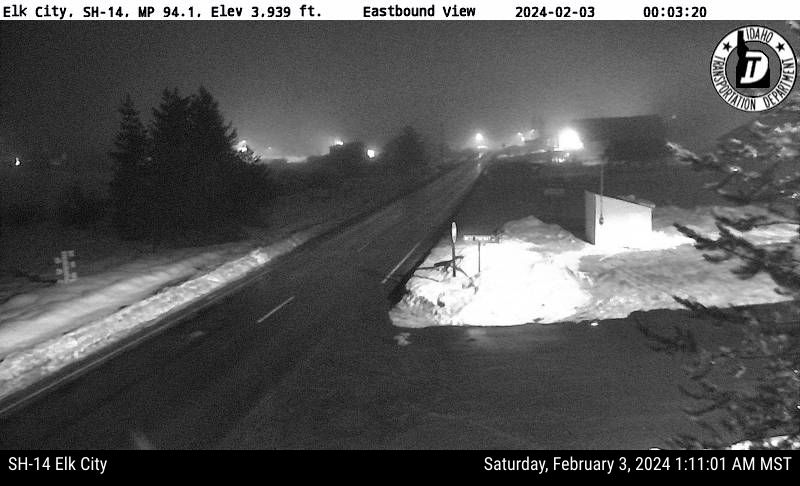 Elk City, SH-14, MP 94.1, Elev 3,939 ft. Eastbound View 2024-02-03 00:03:20
IDAHO
TRANSPORTATION DEPARTMENT
SH-14 Elk City Saturday, February 3, 2024 1:11:01 AM MST